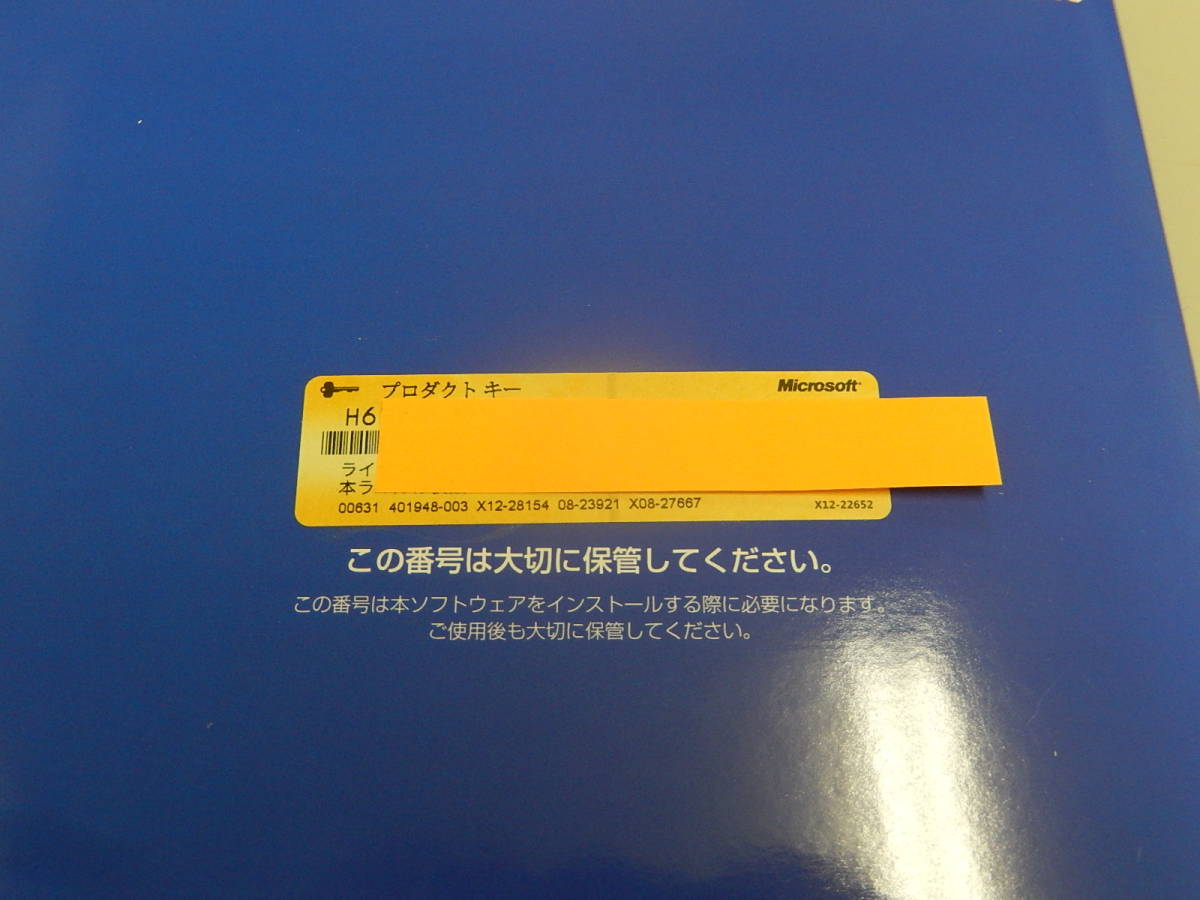 プロダクト キー Microsoft
H6
ライ
本ラ
00631 401948-003 X12-28154 08-23921 X08-27667 X12-22652
この番号は大切に保管してください。
この番号は本ソフトウェアをインストールする際に必要になります。
ご使用後も大切に保管してください。